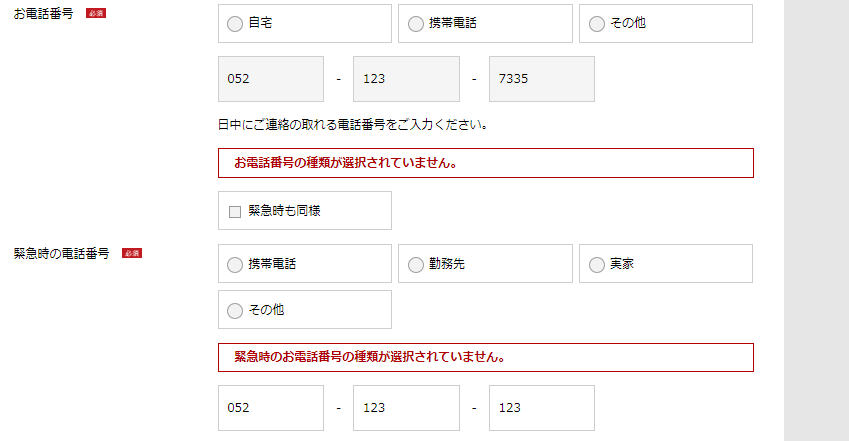 お電話番号 必須
自宅 携帯電話 その他
052 - 123 - 7335
日中にご連絡の取れる電話番号をご入力ください。
お電話番号の種類が選択されていません。
緊急時も同様
緊急時の電話番号 必須
携帯電話 勤務先 実家
その他
緊急時のお電話番号の種類が選択されていません。
052 - 123 - 123